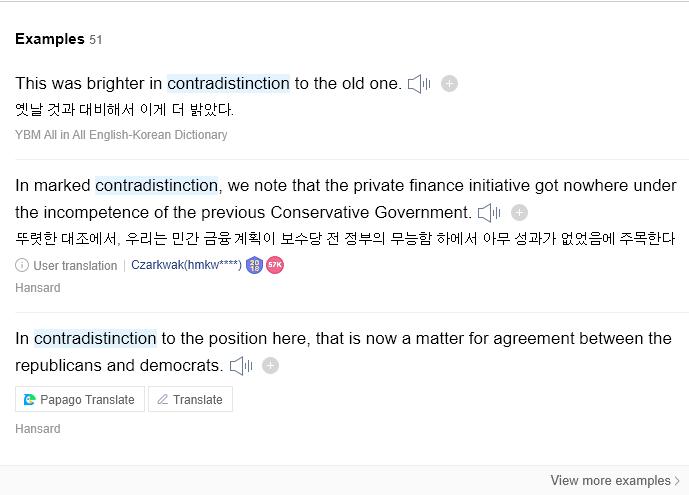 Examples 51
This was brighter in contradistinction to the old one.
옛날 것과 대비해서 이게 더 밝았다.
YBM All in All English-Korean Dictionary
In marked contradistinction, we note that the private finance initiative got nowhere under
the incompetence of the previous Conservative Government.
뚜렷한 대조에서, 우리는 민간 금융 계획이 보수당 전 정부의 무능함 하에서 아무 성과가 없었음에 주목한다
User translation Czarkwak(hmkw****) 2018 57K
Hansard
In contradistinction to the position here, that is now a matter for agreement between the
republicans and democrats.
Papago Translate Translate
Hansard
View more examples